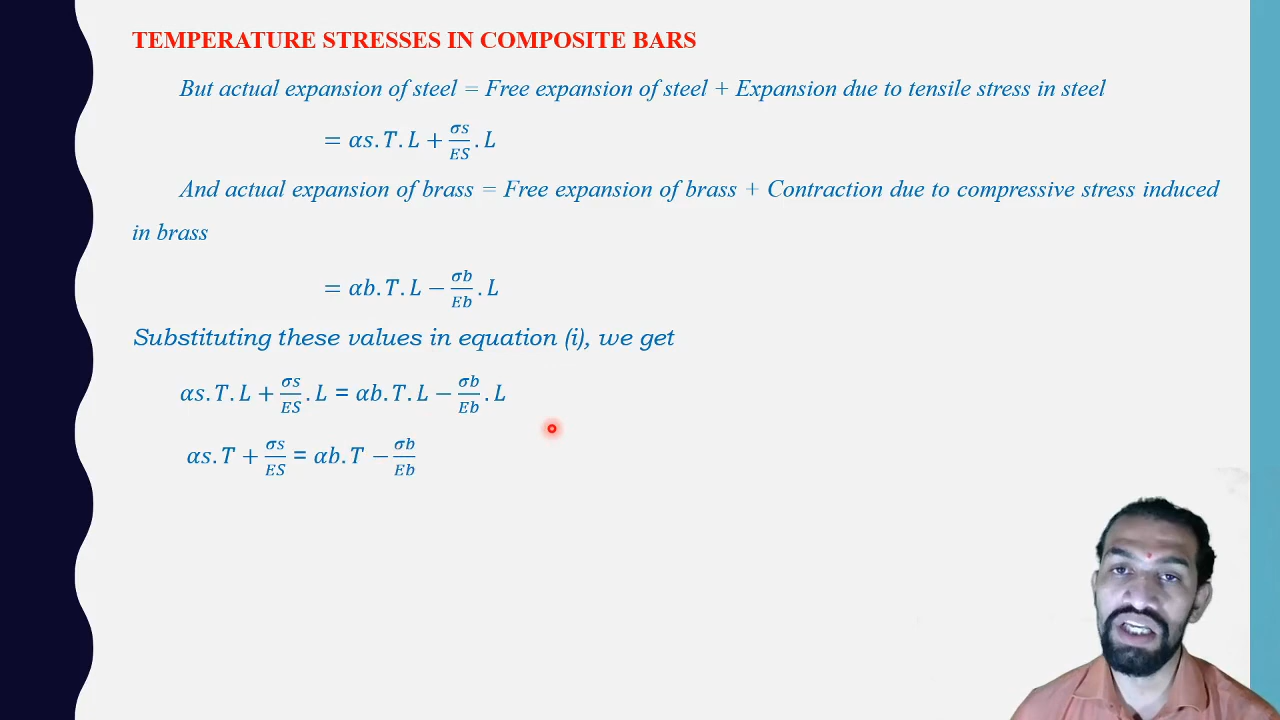 TEMPERATURE STRESSES IN COMPOSITE BARS
But actual expansion of steel = Free expansion of steel + Expansion due to tensile stress in steel
= αs.T.L + σs/ES .L
And actual expansion of brass = Free expansion of brass + Contraction due to compressive stress induced
in brass
= αb.T.L − σb/Eb .L
Substituting these values in equation (i), we get
αs.T.L + σs/ES .L = αb.T.L − σb/Eb .L
αs.T + σs/ES = αb.T − σb/Eb